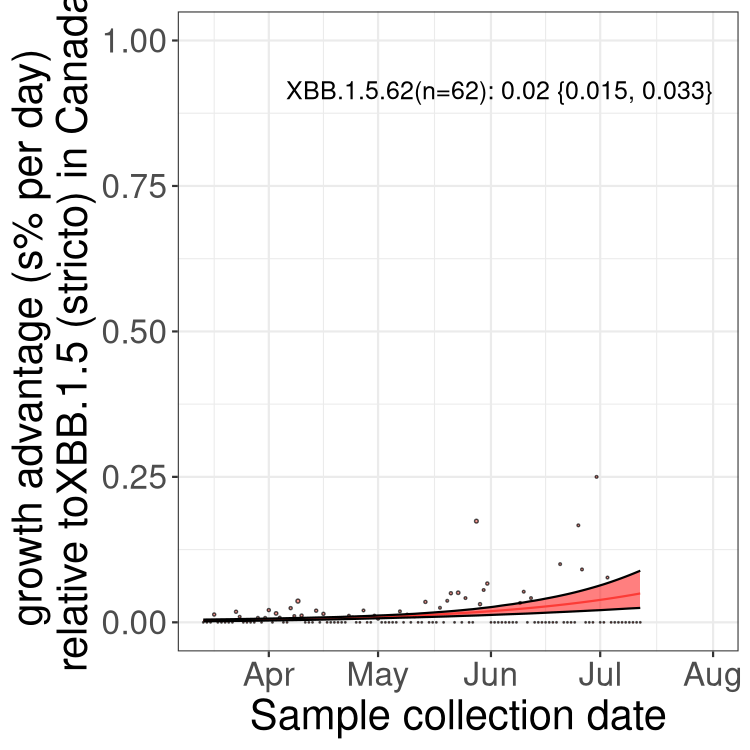 growth advantage (s% per day)
relative toXBB.1.5 (stricto) in Canada
1.00
0.75
0.50
0.25
0.00
XBB.1.5.62(n=62): 0.02 {0.015, 0.033}
Apr May Jun Jul Aug
Sample collection date